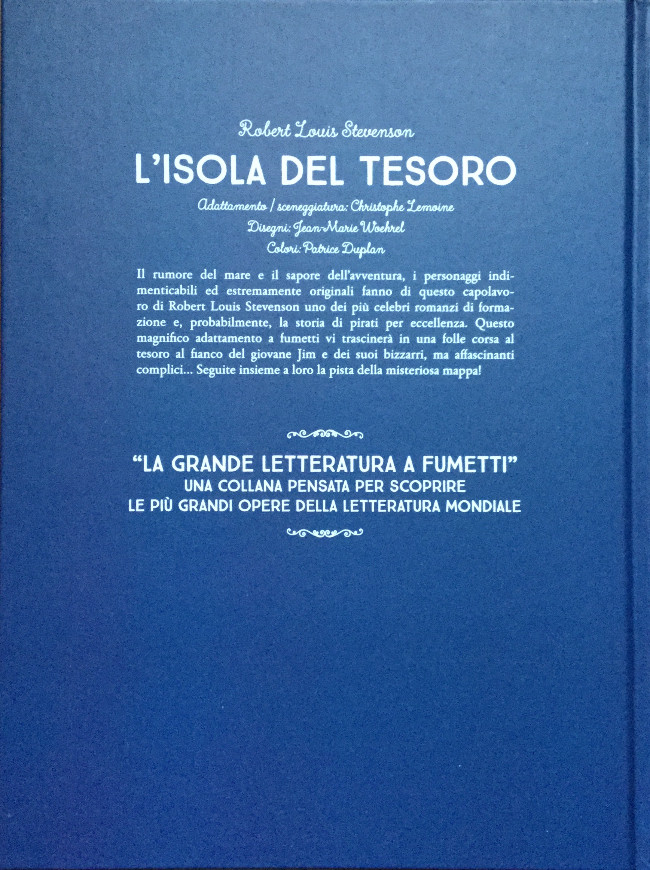 Robert Louis Stevenson
L'ISOLA DEL TESORO
Adattamento / sceneggiatura: Christophe Lemoine
Disegni: Jean-Marie Woehrel
Colori: Patrice Duplan
Il rumore del mare e il sapore dell'avventura, i personaggi indi-
menticabili ed estremamente originali fanno di questo capolavo-
ro di Robert Louis Stevenson uno dei più celebri romanzi di forma-
zione e, probabilmente, la storia di pirati per eccellenza. Questo
magnifico adattamento a fumetti vi trascinerà in una folle corsa al
tesoro al fianco del giovane Jim e dei suoi bizzarri, ma affascinanti
complici... Seguite insieme a loro la pista della misteriosa mappa!
"LA GRANDE LETTERATURA A FUMETTI"
UNA COLLANA PENSATA PER SCOPRIRE
LE PIÙ GRANDI OPERE DELLA LETTERATURA MONDIALE